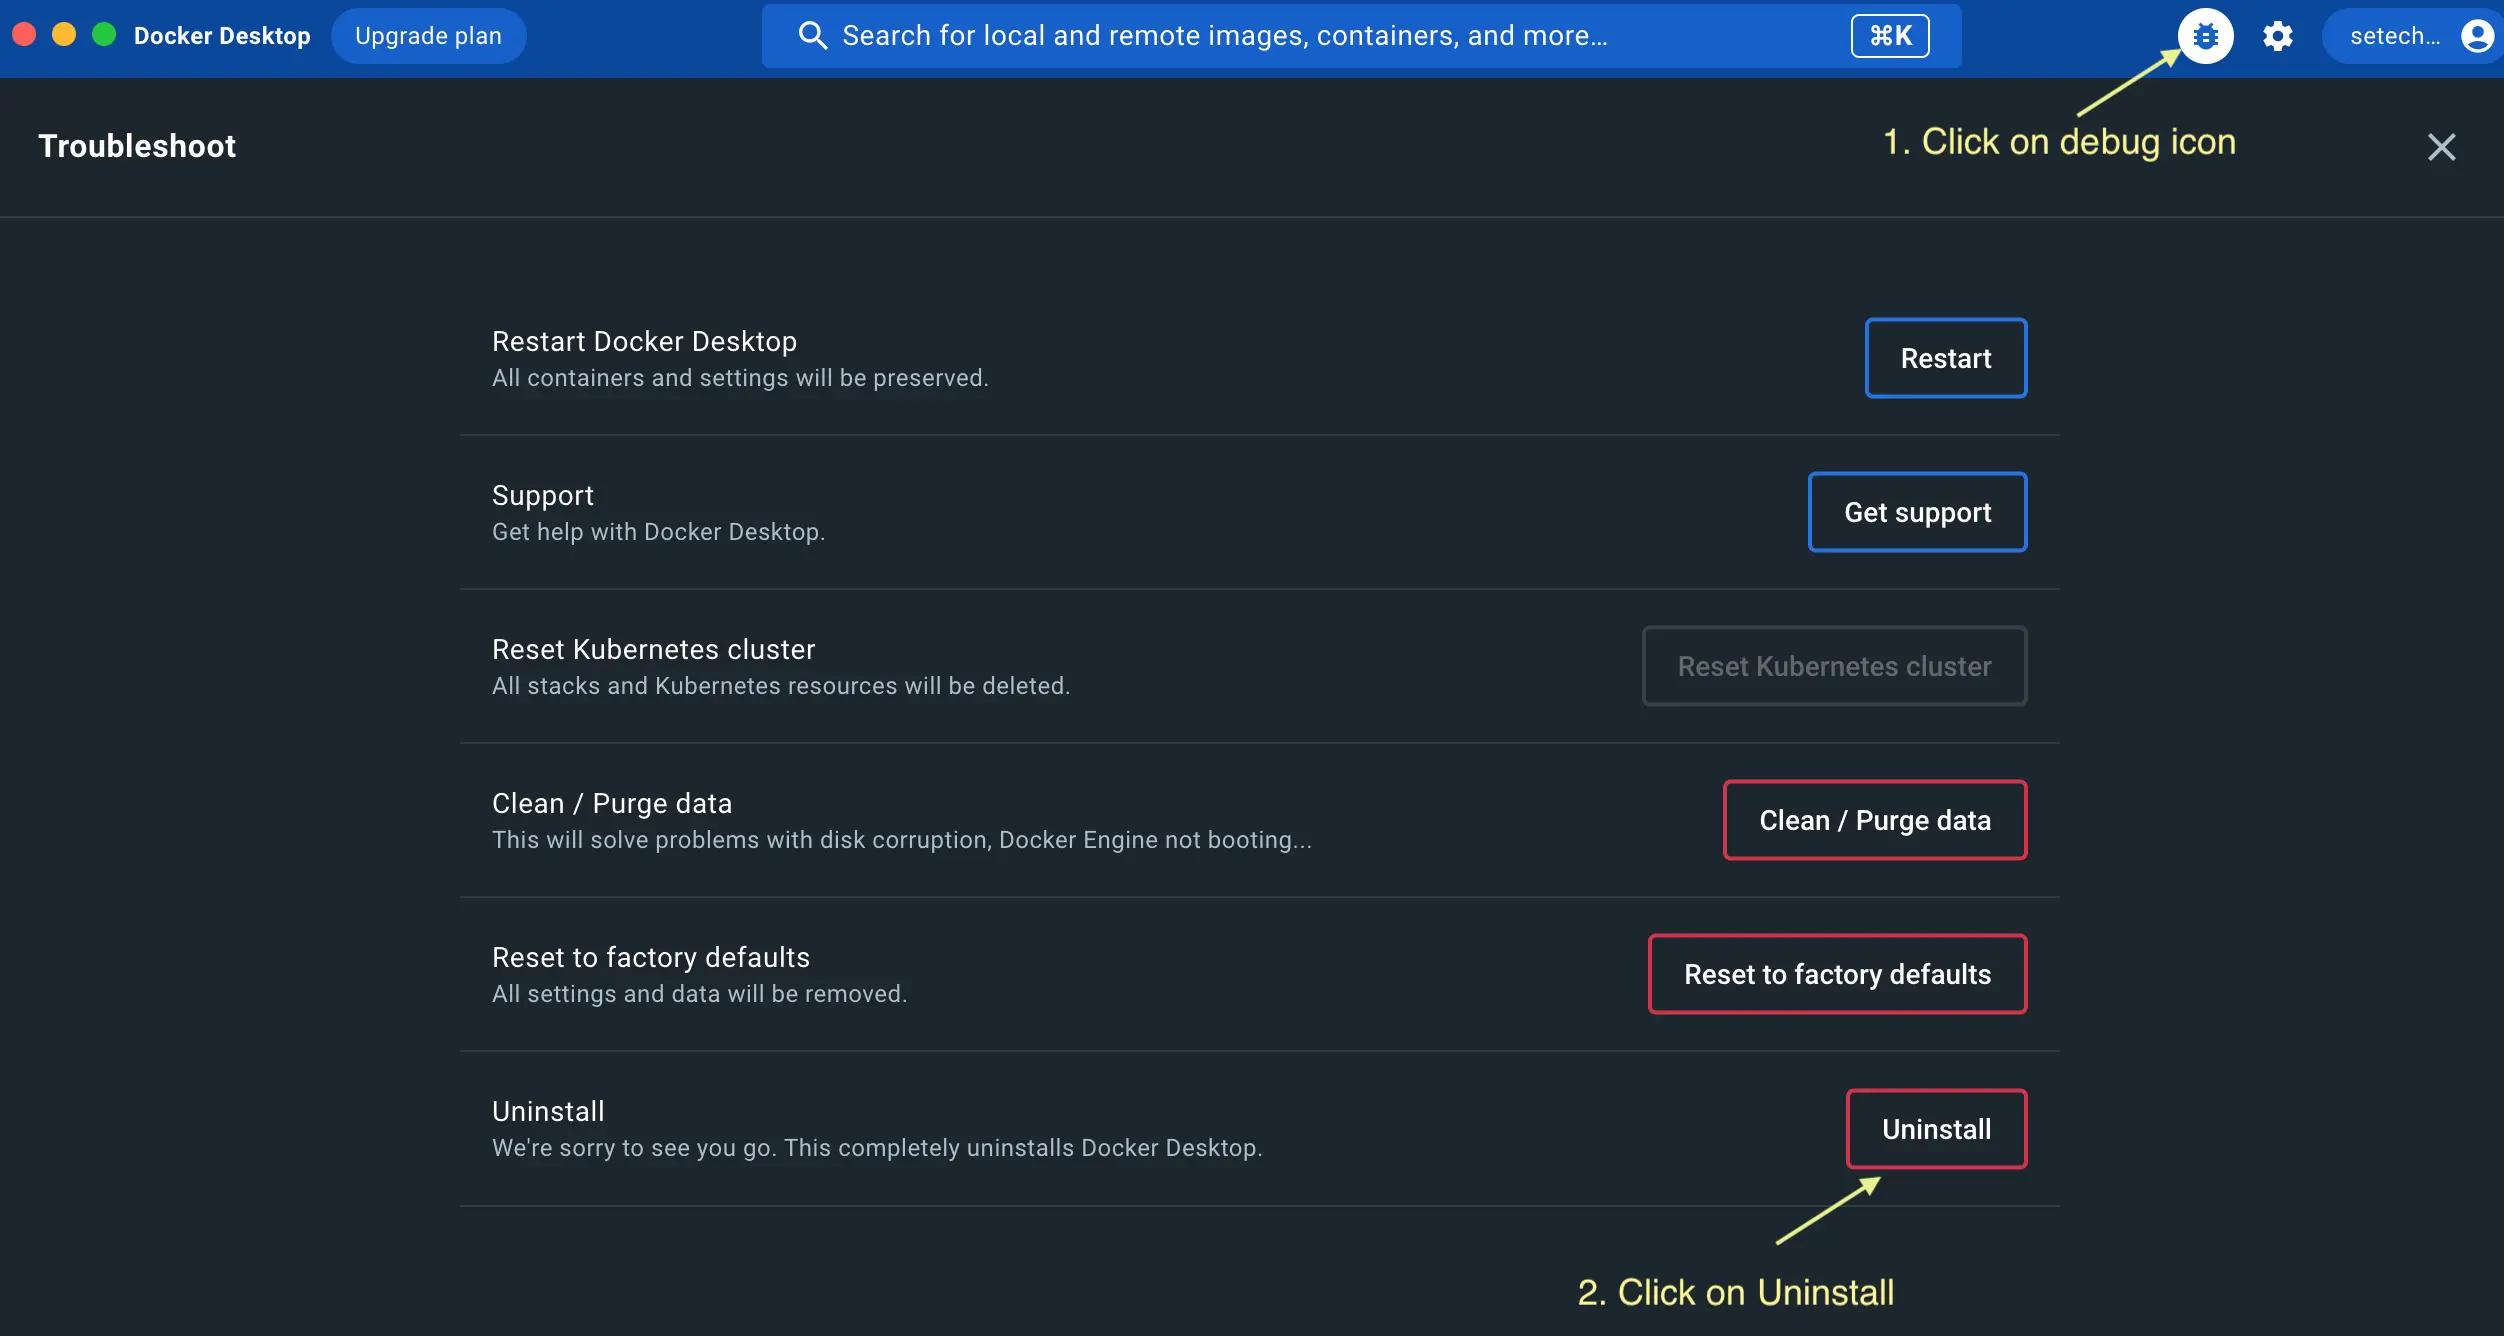 Docker Desktop
Upgrade plan
Search for local and remote images, containers, and more...
⌘K
setech...
Troubleshoot
1. Click on debug icon
Restart Docker Desktop
All containers and settings will be preserved.
Restart
Support
Get help with Docker Desktop.
Get support
Reset Kubernetes cluster
All stacks and Kubernetes resources will be deleted.
Reset Kubernetes cluster
Clean / Purge data
This will solve problems with disk corruption, Docker Engine not booting...
Clean / Purge data
Reset to factory defaults
All settings and data will be removed.
Reset to factory defaults
Uninstall
We're sorry to see you go. This completely uninstalls Docker Desktop.
Uninstall
2. Click on Uninstall